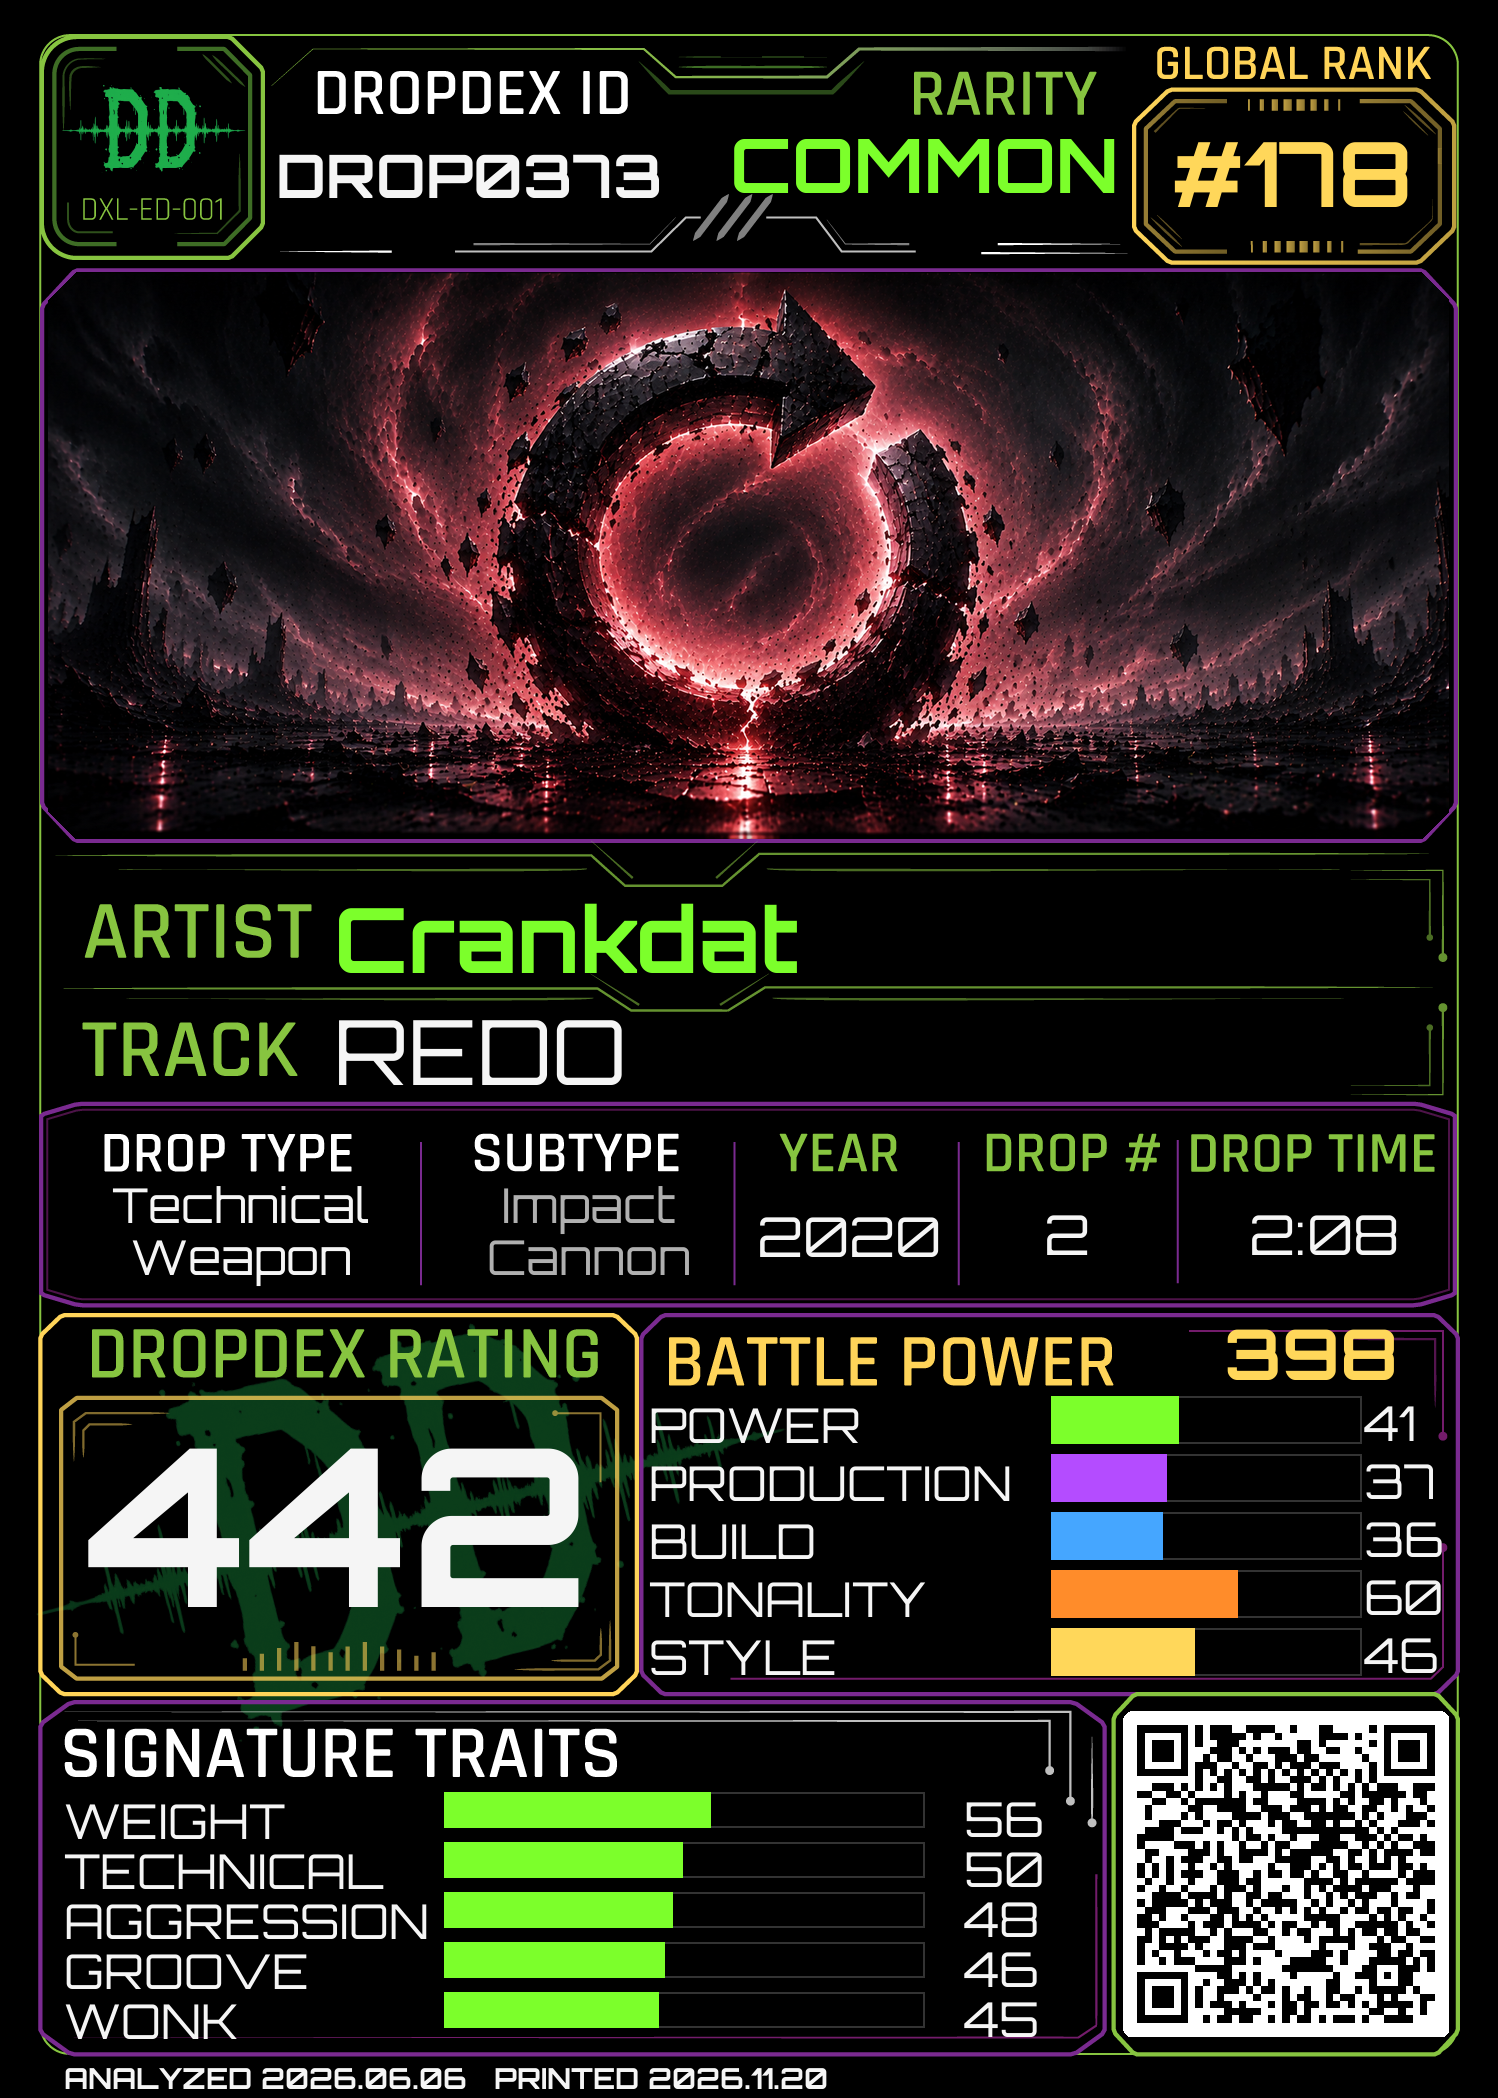 DD
DXL-ED-001
DROPDEX ID
DROP0373
RARITY
COMMON
GLOBAL RANK
#178
ARTIST Crankdat
TRACK REDO
DROP TYPE
Technical
Weapon
SUBTYPE
Impact
Cannon
YEAR
2020
DROP #
2
DROP TIME
2:08
DROPDEX RATING
442
BATTLE POWER 398
POWER 41
PRODUCTION 37
BUILD 36
TONALITY 60
STYLE 46
SIGNATURE TRAITS
WEIGHT 56
TECHNICAL 50
AGGRESSION 48
GROOVE 46
WONK 45
ANALYZED 2026.06.06 PRINTED 2026.11.20